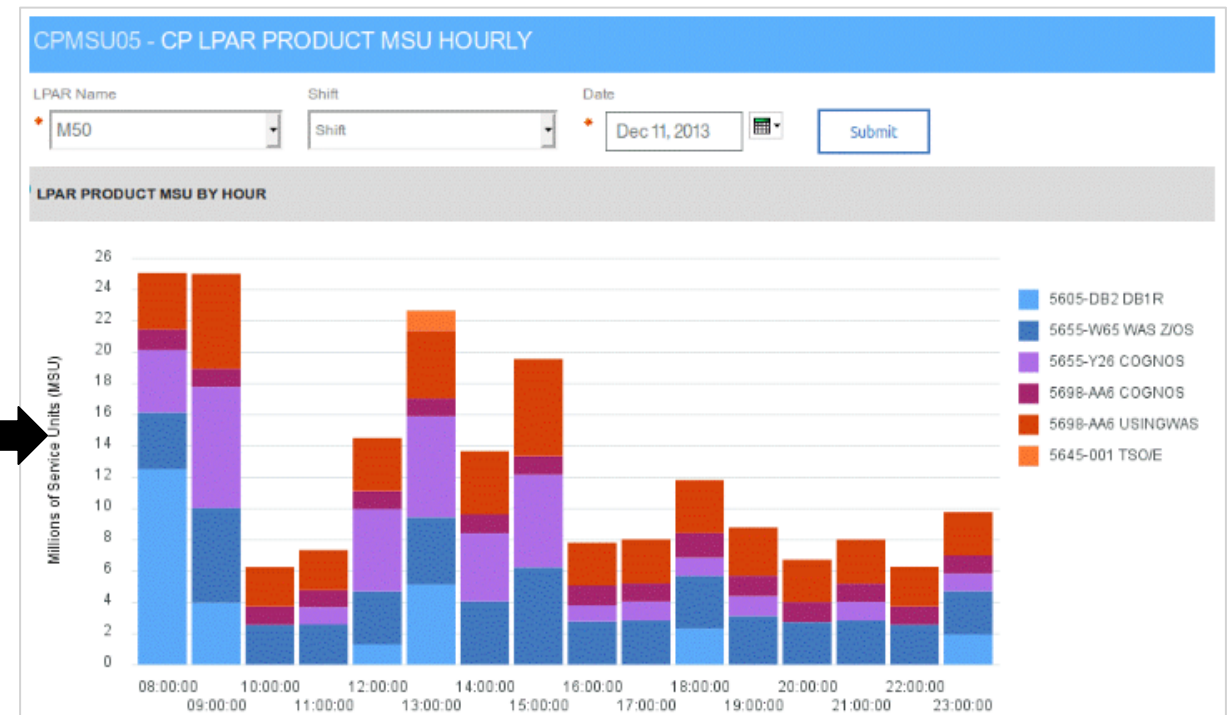 CPMSU05 - CP LPAR PRODUCT MSU HOURLY
LPAR Name Shift Date
* M50 Shift * Dec 11, 2013 Submit
LPAR PRODUCT MSU BY HOUR
Millions of Service Units (MSU)
26
24
22
20
18
16
14
12
10
8
6
4
2
0
5605-DB2 DB1R
5655-W65 WAS Z/OS
5655-Y26 COGNOS
5698-AA6 COGNOS
5698-AA6 USINGWAS
5645-001 TSO/E
08:00:00 10:00:00 12:00:00 14:00:00 16:00:00 18:00:00 20:00:00 22:00:00
09:00:00 11:00:00 13:00:00 15:00:00 17:00:00 19:00:00 21:00:00 23:00:00